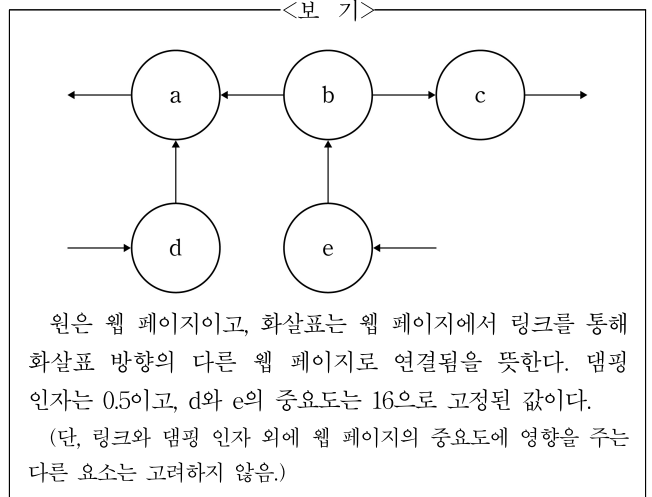 <보 기>
a b c
d e
원은 웹 페이지이고, 화살표는 웹 페이지에서 링크를 통해
화살표 방향의 다른 웹 페이지로 연결됨을 뜻한다. 댐핑
인자는 0.5이고, d와 e의 중요도는 16으로 고정된 값이다.
(단, 링크와 댐핑 인자 외에 웹 페이지의 중요도에 영향을 주는
다른 요소는 고려하지 않음.)